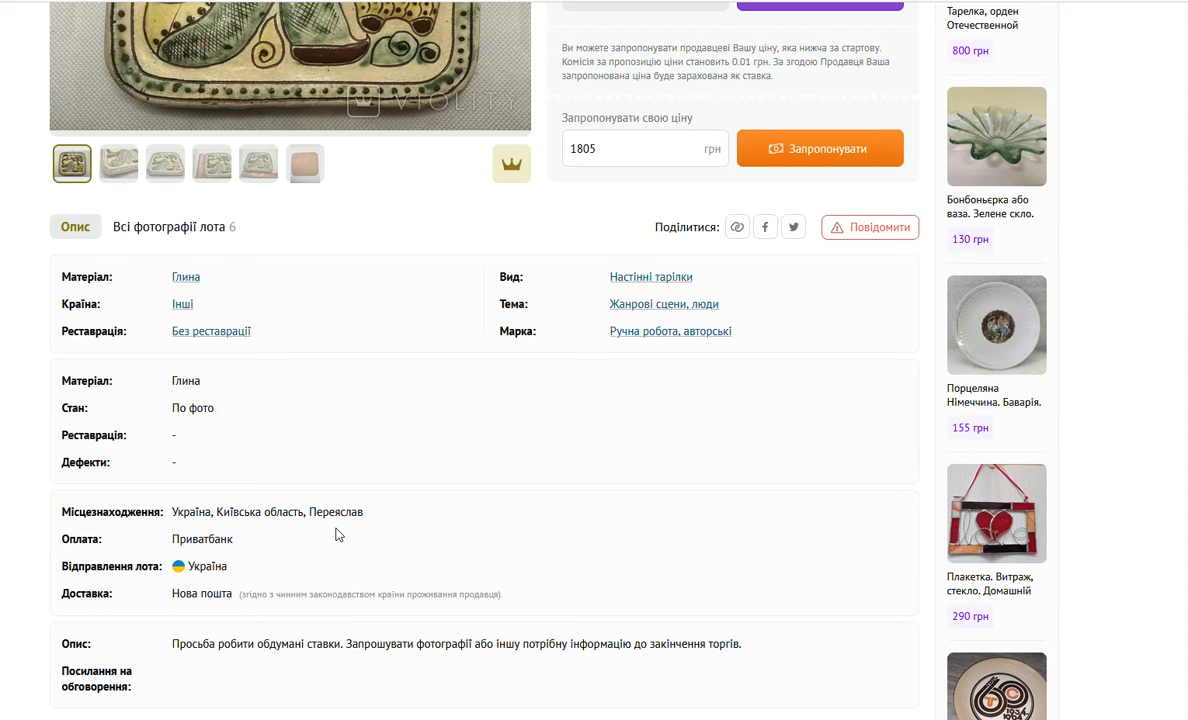 VIOLITY
Ви можете запропонувати продавцеві Вашу ціну, яка нижча за стартову.
Комісія за пропозицію ціни становить 0.01 грн. За згодою Продавця Ваша
запропонована ціна буде зарахована як ставка.
Запропонувати свою ціну
1805 грн
Запропонувати
Опис
Всі фотографії лота 6
Поділитися:
Повідомити
Матеріал: Глина
Країна: Інші
Реставрація: Без реставрації
Вид: Настінні тарілки
Тема: Жанрові сцени, люди
Марка: Ручна робота, авторські
Матеріал: Глина
Стан: По фото
Реставрація: -
Дефекти: -
Місцезнаходження: Україна, Київська область, Переяслав
Оплата: Приватбанк
Відправлення лота: Україна
Доставка: Нова пошта (згідно з чинним законодавством країни проживання продавця).
Опис: Просьба робити обдумані ставки. Запрошувати фотографії або іншу потрібну інформацію до закінчення торгів.
Посилання на
обговорення:
Тарелка, орден
Отечественной
800 грн
Бонбоньєрка або
ваза. Зелене скло.
130 грн
Порцеляна
Німеччина. Баварія.
155 грн
Плакетка. Витраж,
стекло. Домашній
290 грн
60